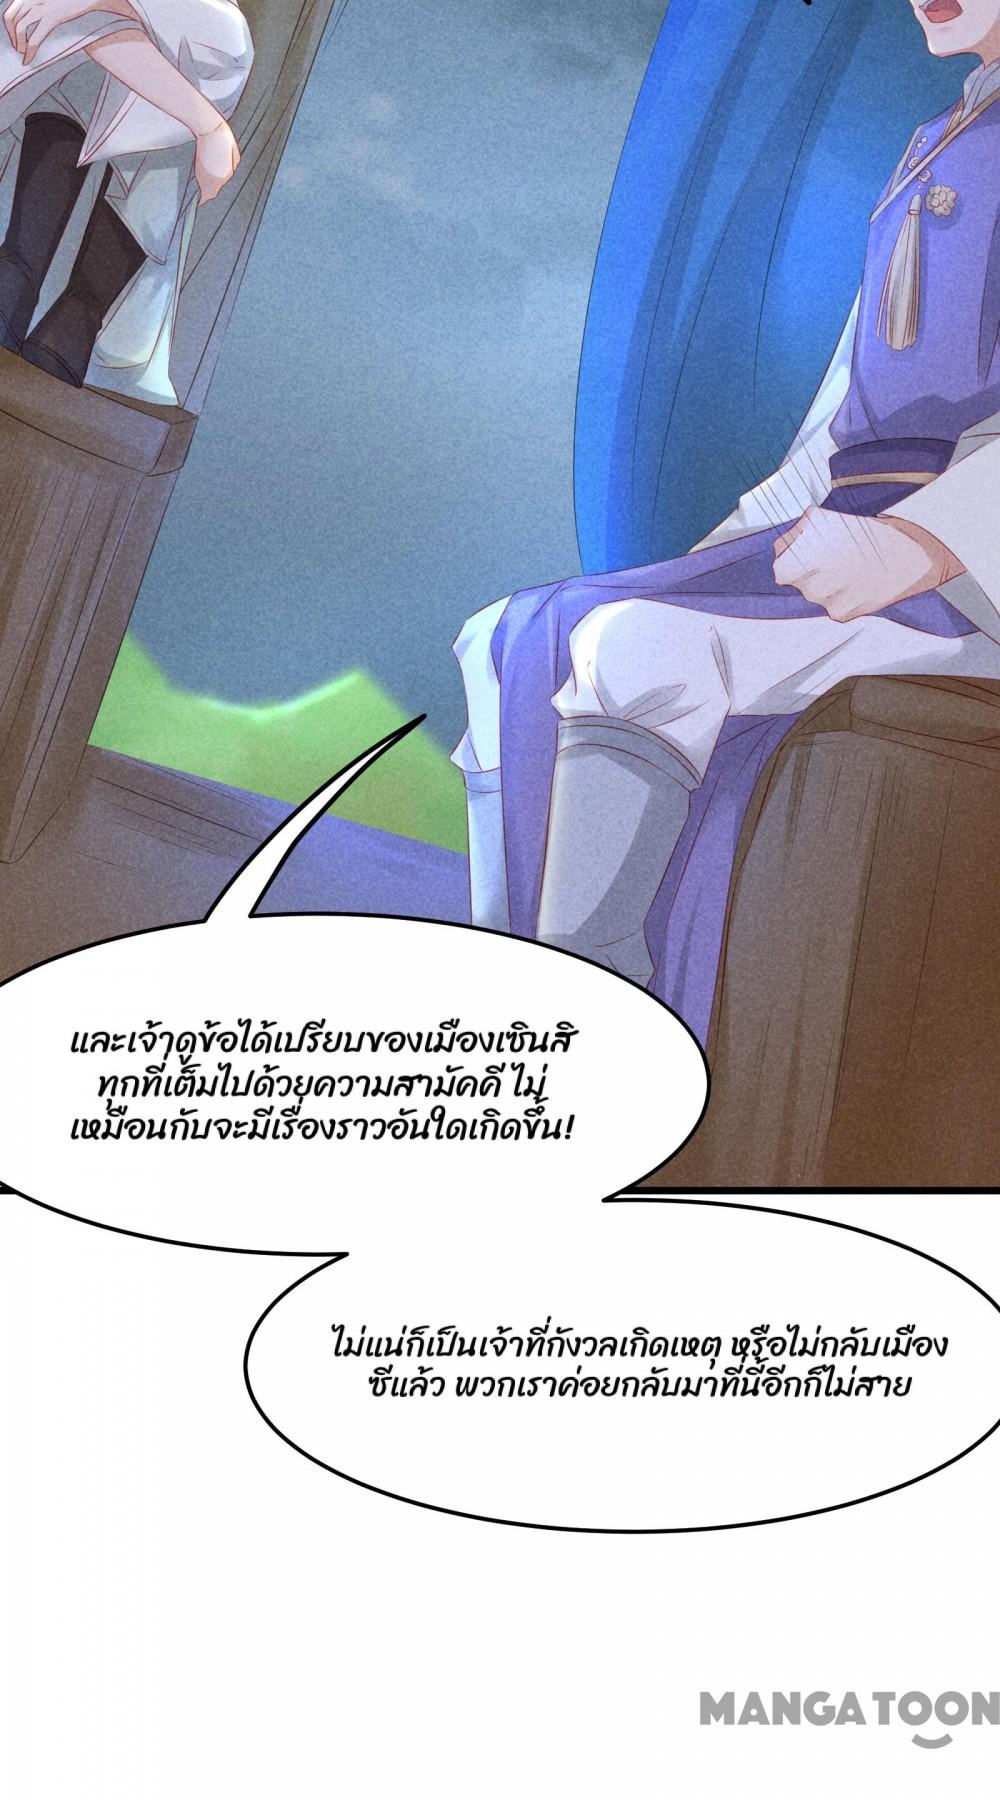 และเจ้าดูข้อได้เปรียบของเมืองเซินสิ
ทุกที่เต็มไปด้วยความสามัคคี ไม่
เหมือนกับจะมีเรื่องราวอันใดเกิดขึ้น!
ไม่แน่ก็เป็นเจ้าที่กังวลเกิดเหตุ หรือไม่กลับเมือง
ซีแล้ว พวกเราค่อยกลับมาที่นี้อีกก็ไม่สาย
MANGATOON